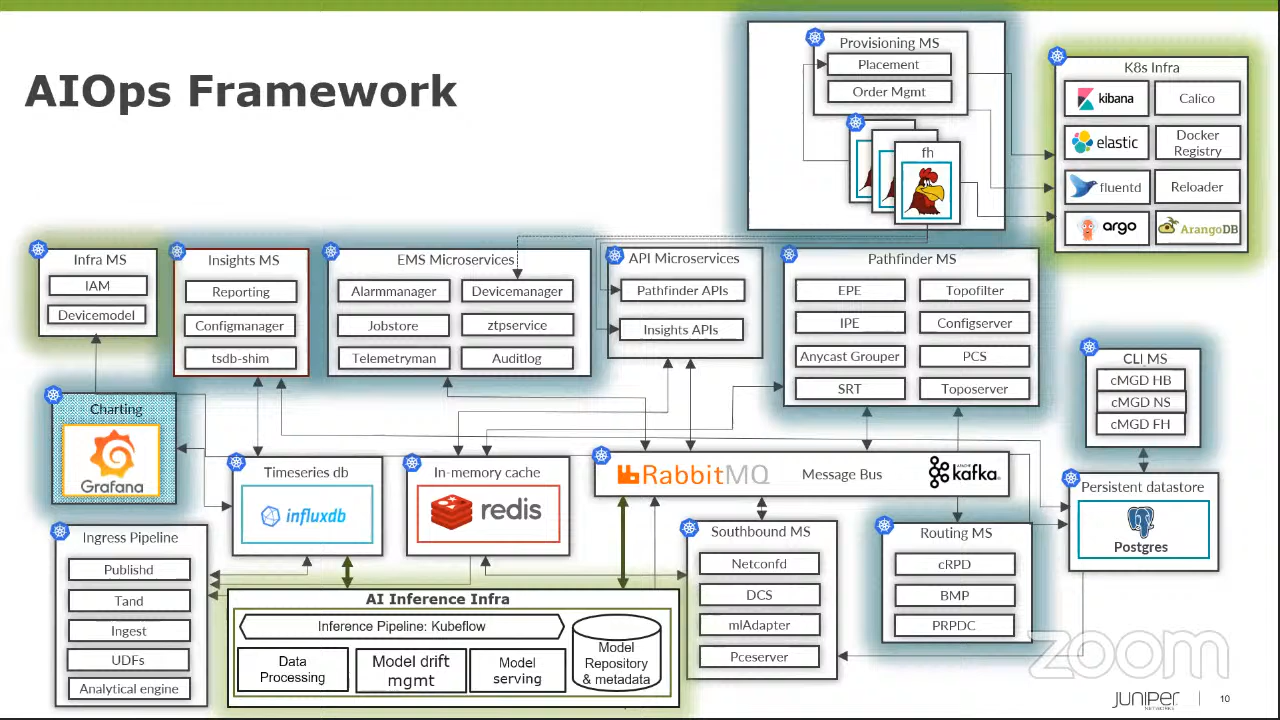 AIOps Framework
Provisioning MS
Placement
Order Mgmt
fh
K8s Infra
kibana
Calico
elastic
Docker
Registry
fluentd
Reloader
argo
ArangoDB
Infra MS
IAM
Devicemodel
Insights MS
Reporting
Configmanager
tsdb-shim
EMS Microservices
Alarmmanager
Devicemanager
Jobstore
ztpservice
Telemetryman
Auditlog
API Microservices
Pathfinder APIs
Insights APIs
Pathfinder MS
EPE
Topofilter
IPE
Configserver
Anycast Grouper
PCS
SRT
Toposerver
CLI MS
cMGD HB
cMGD NS
cMGD FH
Charting
Grafana
Timeseries db
influxdb
In-memory cache
redis
RabbitMQ
Message Bus
APACHE
kafka
Persistent datastore
Postgres
Ingress Pipeline
Publishd
Tand
Ingest
UDFs
Analytical engine
AI Inference Infra
Inference Pipeline: Kubeflow
Data
Processing
Model drift
mgmt
Model
serving
Model
Repository
& metadata
Southbound MS
Netconfd
DCS
mlAdapter
Pceserver
Routing MS
cRPD
BMP
PRPDC
zoom
JUNIPER
NETWORKS
10